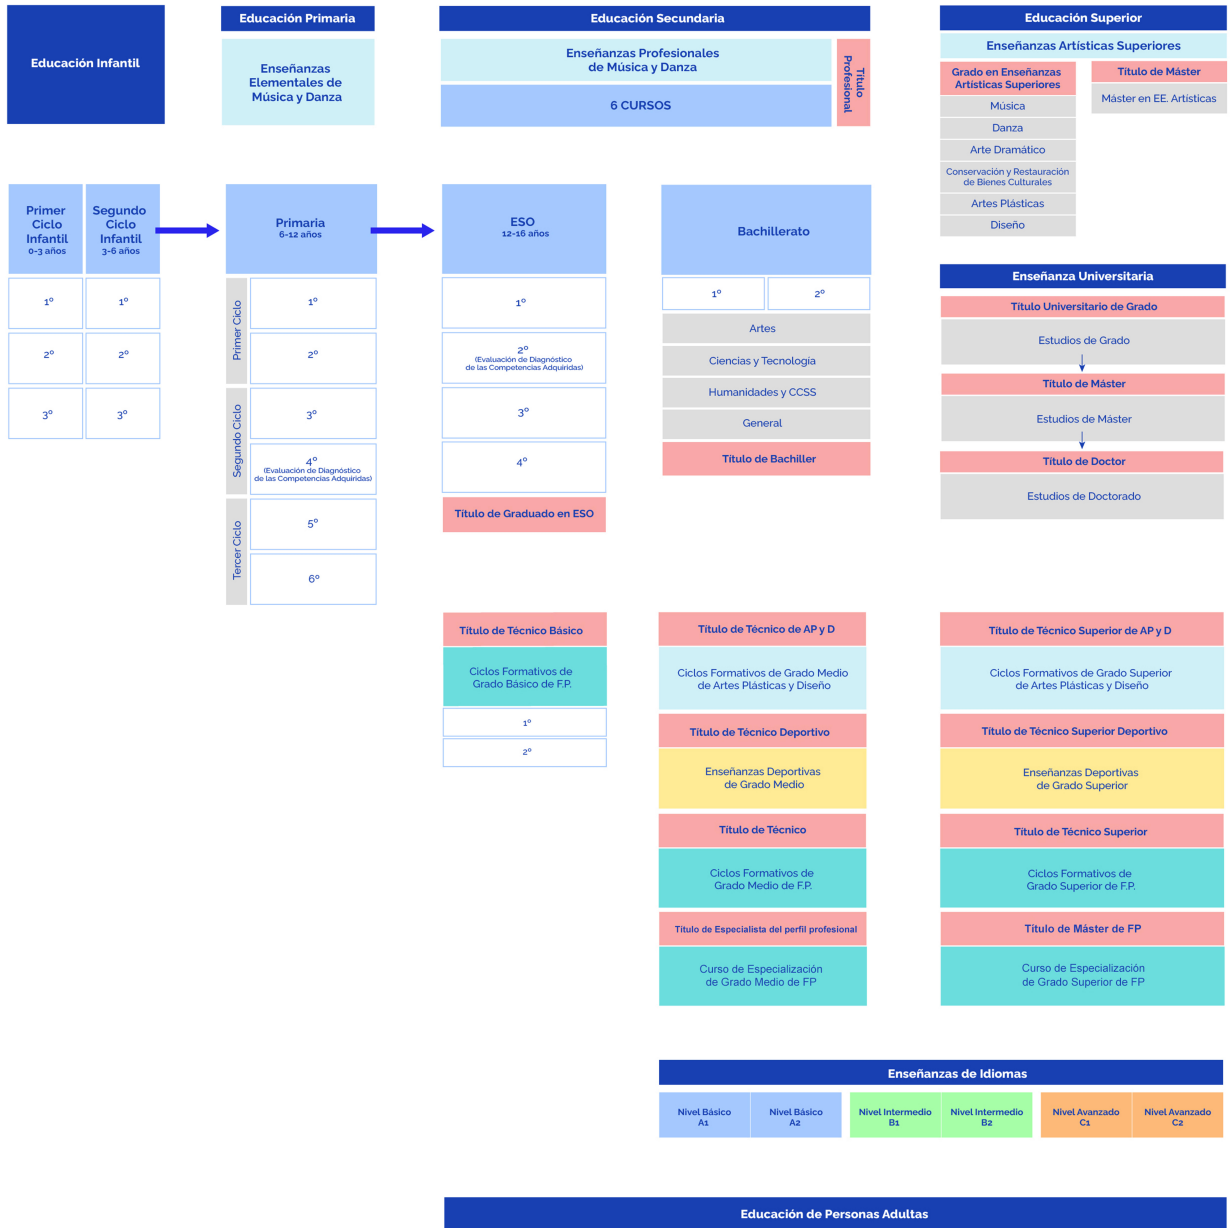 Educación Infantil
Educación Primaria
Enseñanzas
Elementales de
Música y Danza
Educación Secundaria
Enseñanzas Profesionales
de Música y Danza
6 CURSOS
Título
Profesional
Educación Superior
Enseñanzas Artísticas Superiores
Grado en Enseñanzas
Artísticas Superiores
Música
Danza
Arte Dramático
Conservación y Restauración
de Bienes Culturales
Artes Plásticas
Diseño
Título de Máster
Máster en EE. Artísticas
Primer
Ciclo
Infantil
0-3 años
1º
2º
3º
Segundo
Ciclo
Infantil
3-6 años
1º
2º
3º
Primaria
6-12 años
Primer Ciclo
1º
2º
Segundo Ciclo
3º
4º
(Evaluación de Diagnóstico
de las Competencias Adquiridas)
Tercer Ciclo
5º
6º
ESO
12-16 años
1º
2º
(Evaluación de Diagnóstico
de las Competencias Adquiridas)
3º
4º
Título de Graduado en ESO
Bachillerato
1º
2º
Artes
Ciencias y Tecnología
Humanidades y CCSS
General
Título de Bachiller
Enseñanza Universitaria
Título Universitario de Grado
Estudios de Grado
Título de Máster
Estudios de Máster
Título de Doctor
Estudios de Doctorado
Título de Técnico Básico
Ciclos Formativos de
Grado Básico de F.P.
1º
2º
Título de Técnico de AP y D
Ciclos Formativos de Grado Medio
de Artes Plásticas y Diseño
Título de Técnico Deportivo
Enseñanzas Deportivas
de Grado Medio
Título de Técnico
Ciclos Formativos de
Grado Medio de F.P.
Título de Especialista del perfil profesional
Curso de Especialización
de Grado Medio de FP
Título de Técnico Superior de AP y D
Ciclos Formativos de Grado Superior
de Artes Plásticas y Diseño
Título de Técnico Superior Deportivo
Enseñanzas Deportivas
de Grado Superior
Título de Técnico Superior
Ciclos Formativos de
Grado Superior de F.P.
Título de Máster de FP
Curso de Especialización
de Grado Superior de FP
Enseñanzas de Idiomas
Nivel Básico
A1
Nivel Básico
A2
Nivel Intermedio
B1
Nivel Intermedio
B2
Nivel Avanzado
C1
Nivel Avanzado
C2
Educación de Personas Adultas